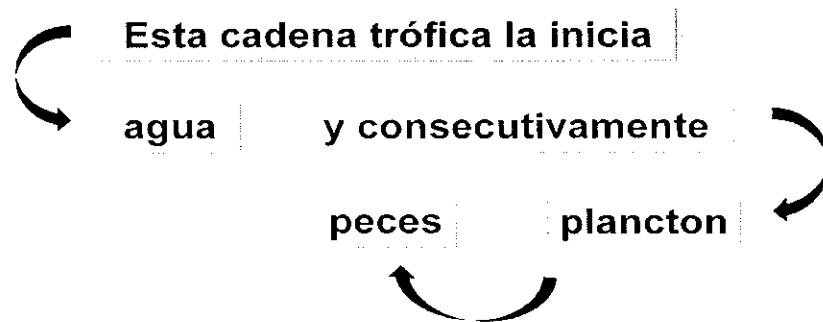 Esta cadena trófica la inicia
agua y consecutivamente
peces plancton